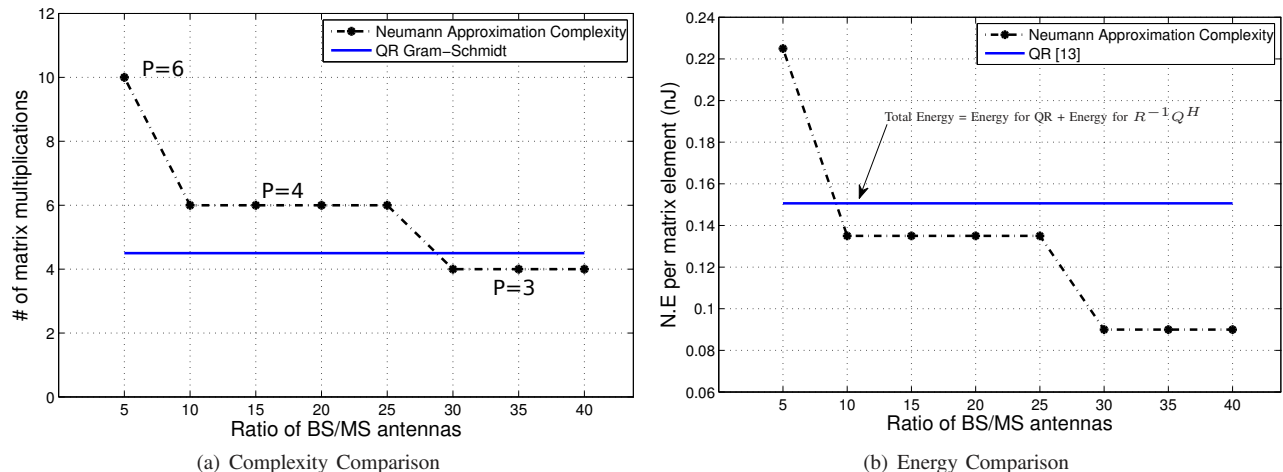 12
10
8
6
4
2
0
5
10
15
20
25
30
35
40
# of matrix multiplications
Ratio of BS/MS antennas
Neumann Approximation Complexity
QR Gram−Schmidt
P=6
P=4
P=3
(a) Complexity Comparison
0.24
0.22
0.2
0.18
0.16
0.14
0.12
0.1
0.08
0.06
5
10
15
20
25
30
35
40
N.E per matrix element (nJ)
Ratio of BS/MS antennas
Neumann Approximation Complexity
QR [13]
Total Energy = Energy for QR + Energy for R^{-1}Q^{H}
(b) Energy Comparison